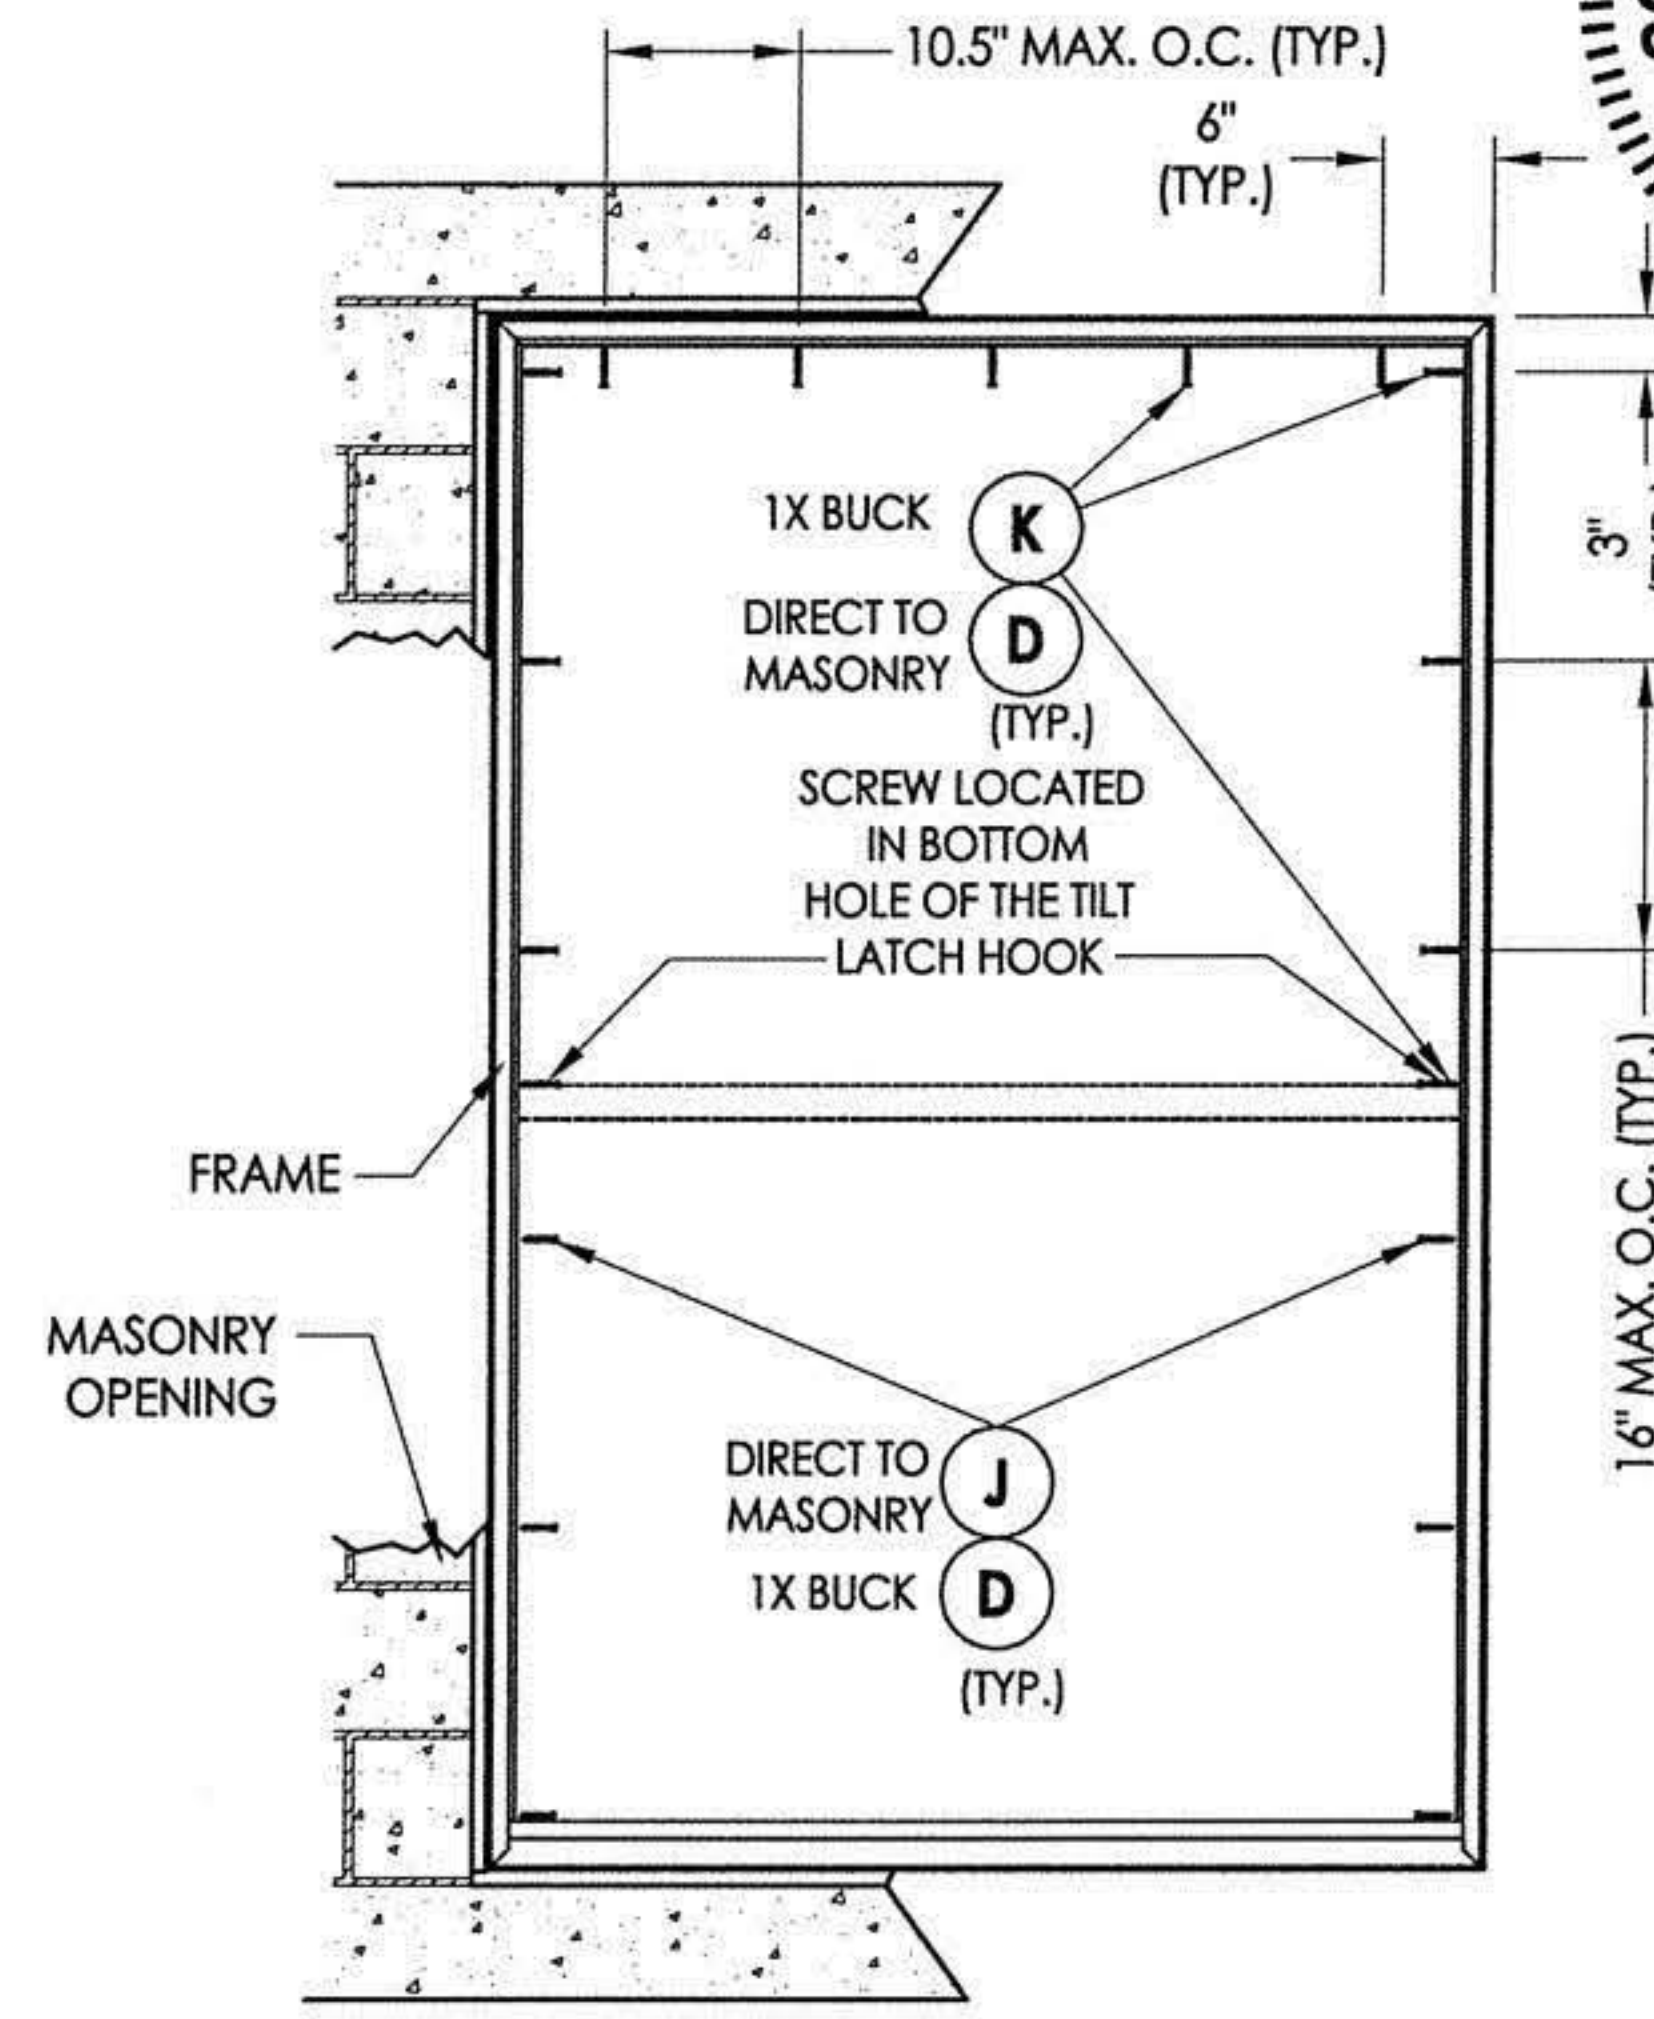 10.5" MAX. O.C. (TYP.)
6"
(TYP.)
1X BUCK
K
DIRECT TO
MASONRY
D
(TYP.)
3"
SCREW LOCATED
IN BOTTOM
HOLE OF THE TILT
LATCH HOOK
16" MAX. O.C. (TYP.)
FRAME
MASONRY
OPENING
DIRECT TO
MASONRY
J
1X BUCK
D
(TYP.)